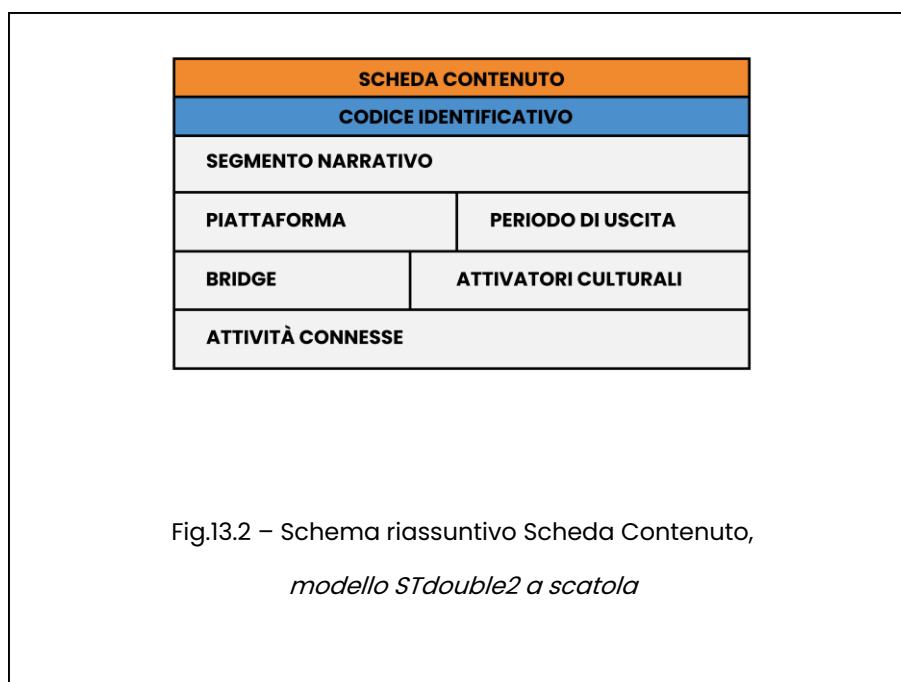 SCHEDA CONTENUTO
CODICE IDENTIFICATIVO
SEGMENTO NARRATIVO
PIATTAFORMA
PERIODO DI USCITA
BRIDGE
ATTIVATORI CULTURALI
ATTIVITÀ CONNESSE
Fig.13.2 – Schema riassuntivo Scheda Contenuto,
modello STdouble2 a scatola